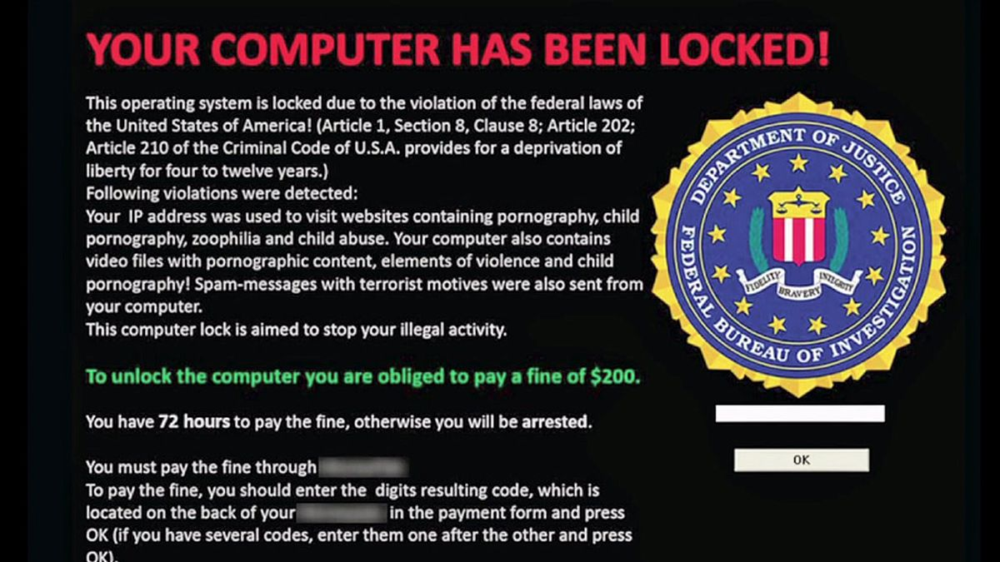 YOUR COMPUTER HAS BEEN LOCKED!
This operating system is locked due to the violation of the federal laws of
the United States of America! (Article 1, Section 8, Clause 8; Article 202;
Article 210 of the Criminal Code of U.S.A. provides for a deprivation of
liberty for four to twelve years.)
Following violations were detected:
Your IP address was used to visit websites containing pornography, child
pornography, zoophilia and child abuse. Your computer also contains
video files with pornographic content, elements of violence and child
pornography! Spam-messages with terrorist motives were also sent from
your computer.
This computer lock is aimed to stop your illegal activity.
To unlock the computer you are obliged to pay a fine of $200.
You have 72 hours to pay the fine, otherwise you will be arrested.
You must pay the fine through
To pay the fine, you should enter the digits resulting code, which is
located on the back of your in the payment form and press
OK (if you have several codes, enter them one after the other and press
OK).
DEPARTMENT OF JUSTICE
FIDELITY BRAVERY INTEGRITY
FEDERAL BUREAU OF INVESTIGATION
OK